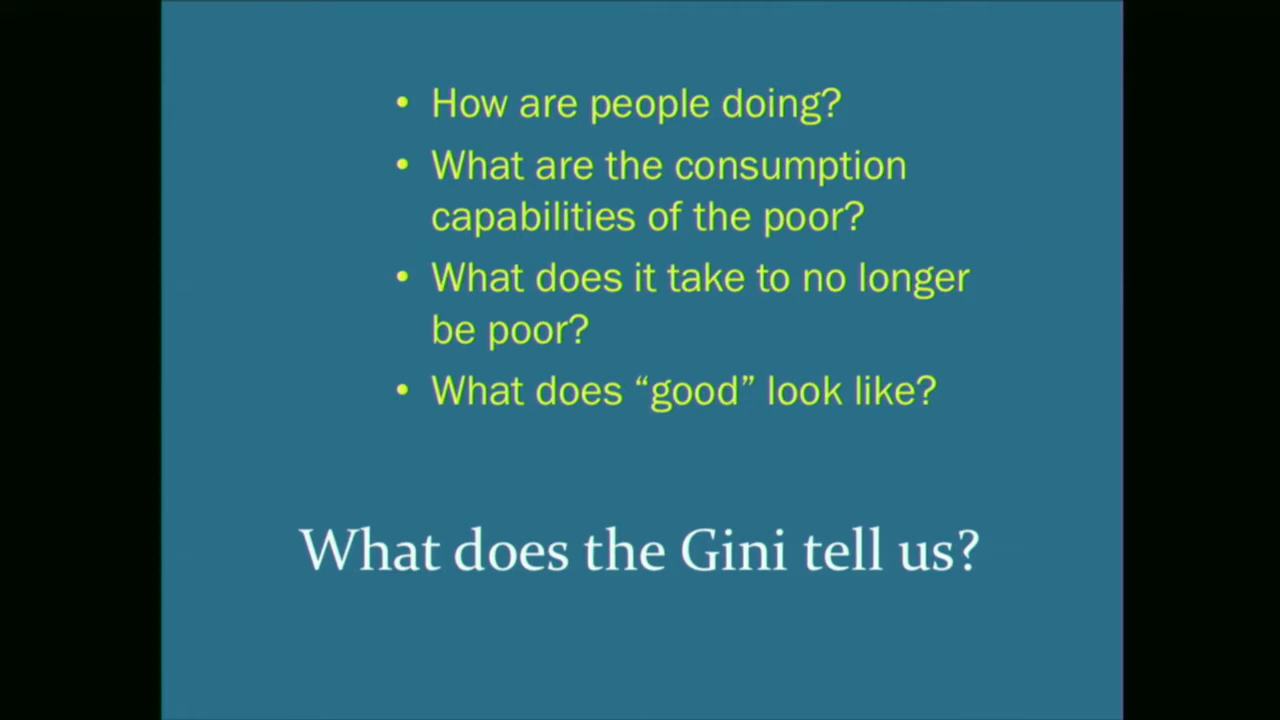 • How are people doing?
• What are the consumption
capabilities of the poor?
• What does it take to no longer
be poor?
• What does “good” look like?
What does the Gini tell us?